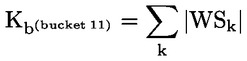 K_b(bucket 11) = ∑_k |WS_k|